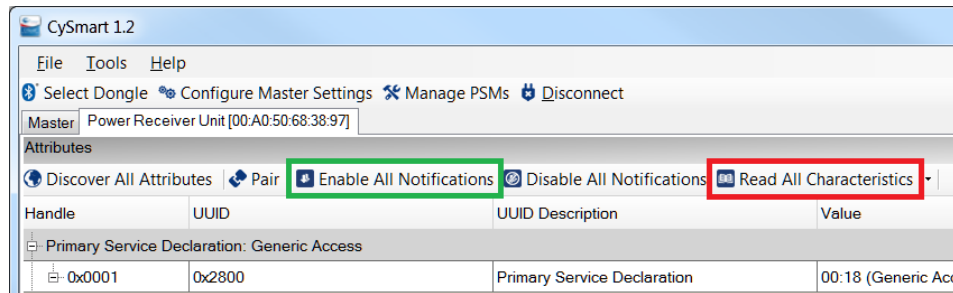 CySmart 1.2
File Tools Help
Select Dongle Configure Master Settings Manage PSMs Disconnect
Master Power Receiver Unit [00:A0:50:68:38:97]
Attributes
Discover All Attributes Pair Enable All Notifications Disable All Notifications Read All Characteristics
Handle UUID UUID Description Value
Primary Service Declaration: Generic Access
0x0001 0x2800 Primary Service Declaration 00:18 (Generic Acc